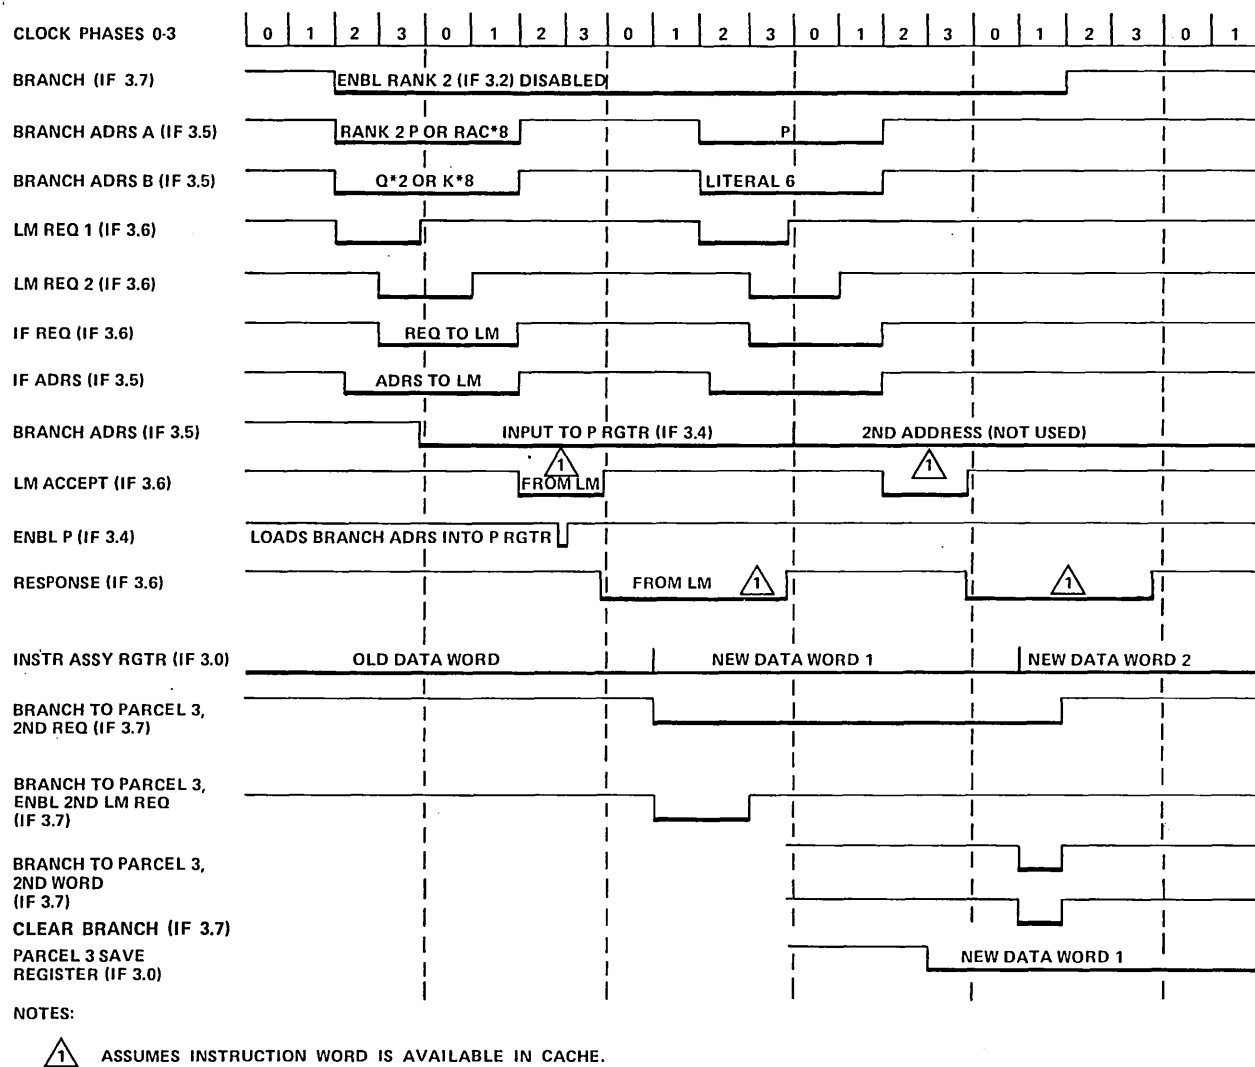 CLOCK PHASES 0-3 0 1 2 3 0 1 2 3 0 1 2 3 0 1 2 3 0 1 2 3 0 1
BRANCH (IF 3.7) ENBL RANK 2 (IF 3.2) DISABLED
BRANCH ADRS A (IF 3.5) RANK 2 P OR RAC*8 P
BRANCH ADRS B (IF 3.5) Q*2 OR K*8 LITERAL 6
LM REQ 1 (IF 3.6)
LM REQ 2 (IF 3.6)
IF REQ (IF 3.6) REQ TO LM
IF ADRS (IF 3.5) ADRS TO LM
BRANCH ADRS (IF 3.5) INPUT TO P RGTR (IF 3.4) 2ND ADDRESS (NOT USED)
1 1
LM ACCEPT (IF 3.6) FROM LM
ENBL P (IF 3.4) LOADS BRANCH ADRS INTO P RGTR
RESPONSE (IF 3.6) FROM LM 1 1
INSTR ASSY RGTR (IF 3.0) OLD DATA WORD NEW DATA WORD 1 NEW DATA WORD 2
BRANCH TO PARCEL 3,
2ND REQ (IF 3.7)
BRANCH TO PARCEL 3,
ENBL 2ND LM REQ
(IF 3.7)
BRANCH TO PARCEL 3,
2ND WORD
(IF 3.7)
CLEAR BRANCH (IF 3.7)
PARCEL 3 SAVE
REGISTER (IF 3.0) NEW DATA WORD 1
NOTES:
1 ASSUMES INSTRUCTION WORD IS AVAILABLE IN CACHE.